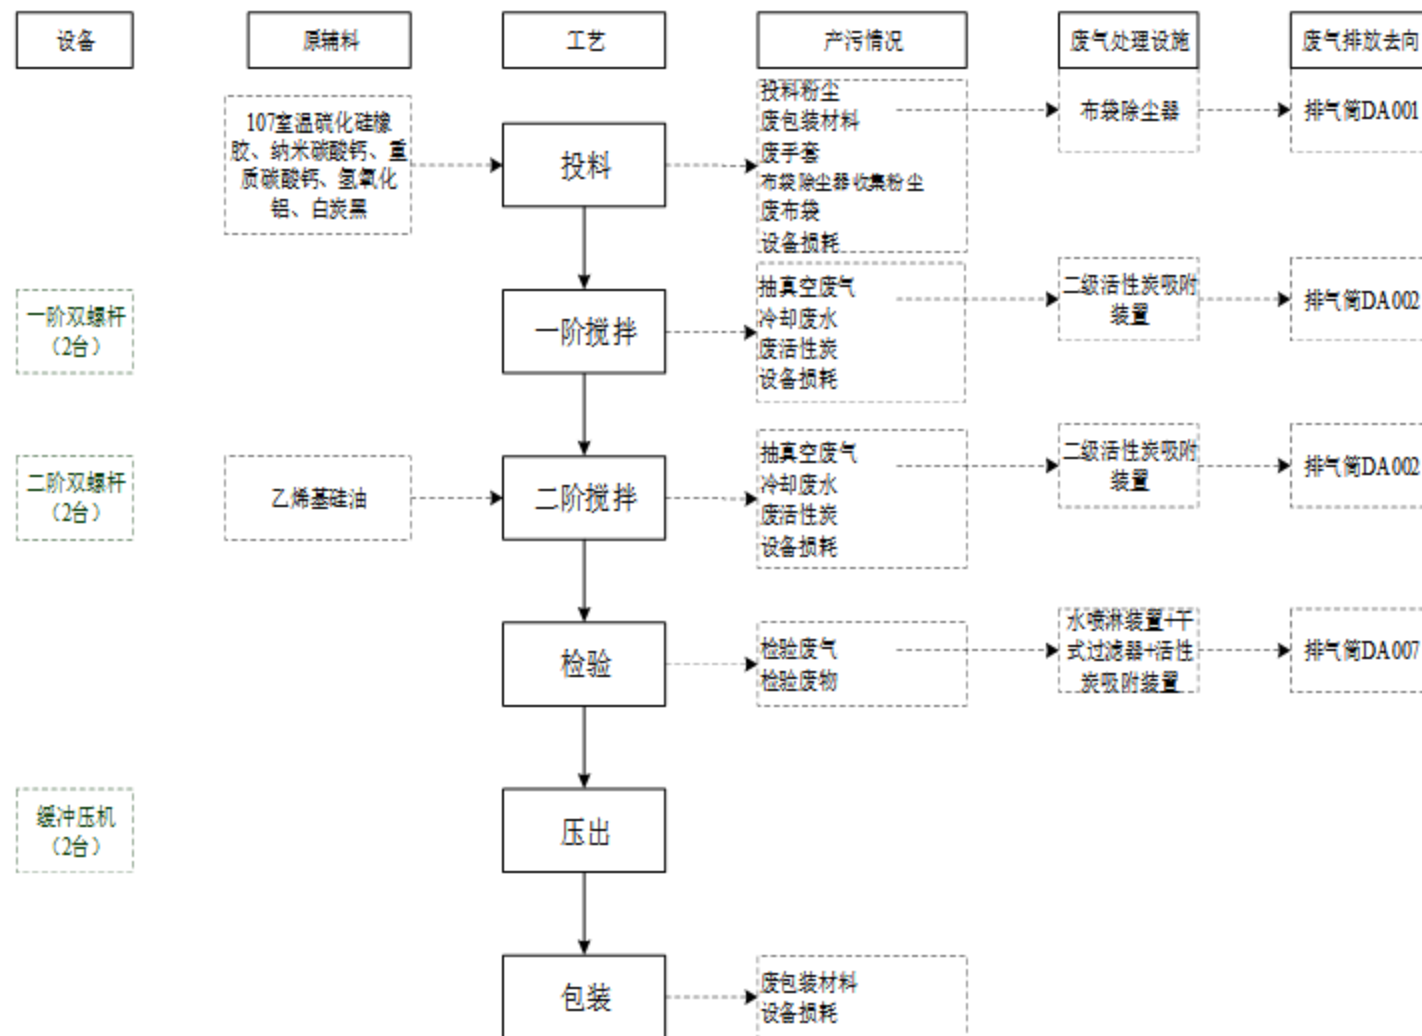 设备
原辅料
工艺
产污情况
废气处理设施
废气排放去向
107室温硫化硅橡
胶、纳米碳酸钙、重
质碳酸钙、氢氧化
铝、白炭黑
投料
投料粉尘
废包装材料
废手套
布袋除尘器收集粉尘
废布袋
设备损耗
布袋除尘器
排气筒DA001
一阶双螺杆
（2台）
一阶搅拌
抽真空废气
冷却废水
废活性炭
设备损耗
二级活性炭吸附
装置
排气筒DA002
二阶双螺杆
（2台）
乙烯基硅油
二阶搅拌
抽真空废气
冷却废水
废活性炭
设备损耗
二级活性炭吸附
装置
排气筒DA002
检验
检验废气
检验废物
水喷淋装置+干
式过滤器+活性
炭吸附装置
排气筒DA007
缓冲压机
（2台）
压出
包装
废包装材料
设备损耗